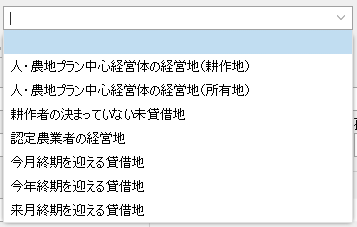 人・農地プラン中心経営体の経営地(耕作地)
人・農地プラン中心経営体の経営地(所有地)
耕作者の決まっていない未貸借地
認定農業者の経営地
今月終期を迎える貸借地
今年終期を迎える貸借地
来月終期を迎える貸借地